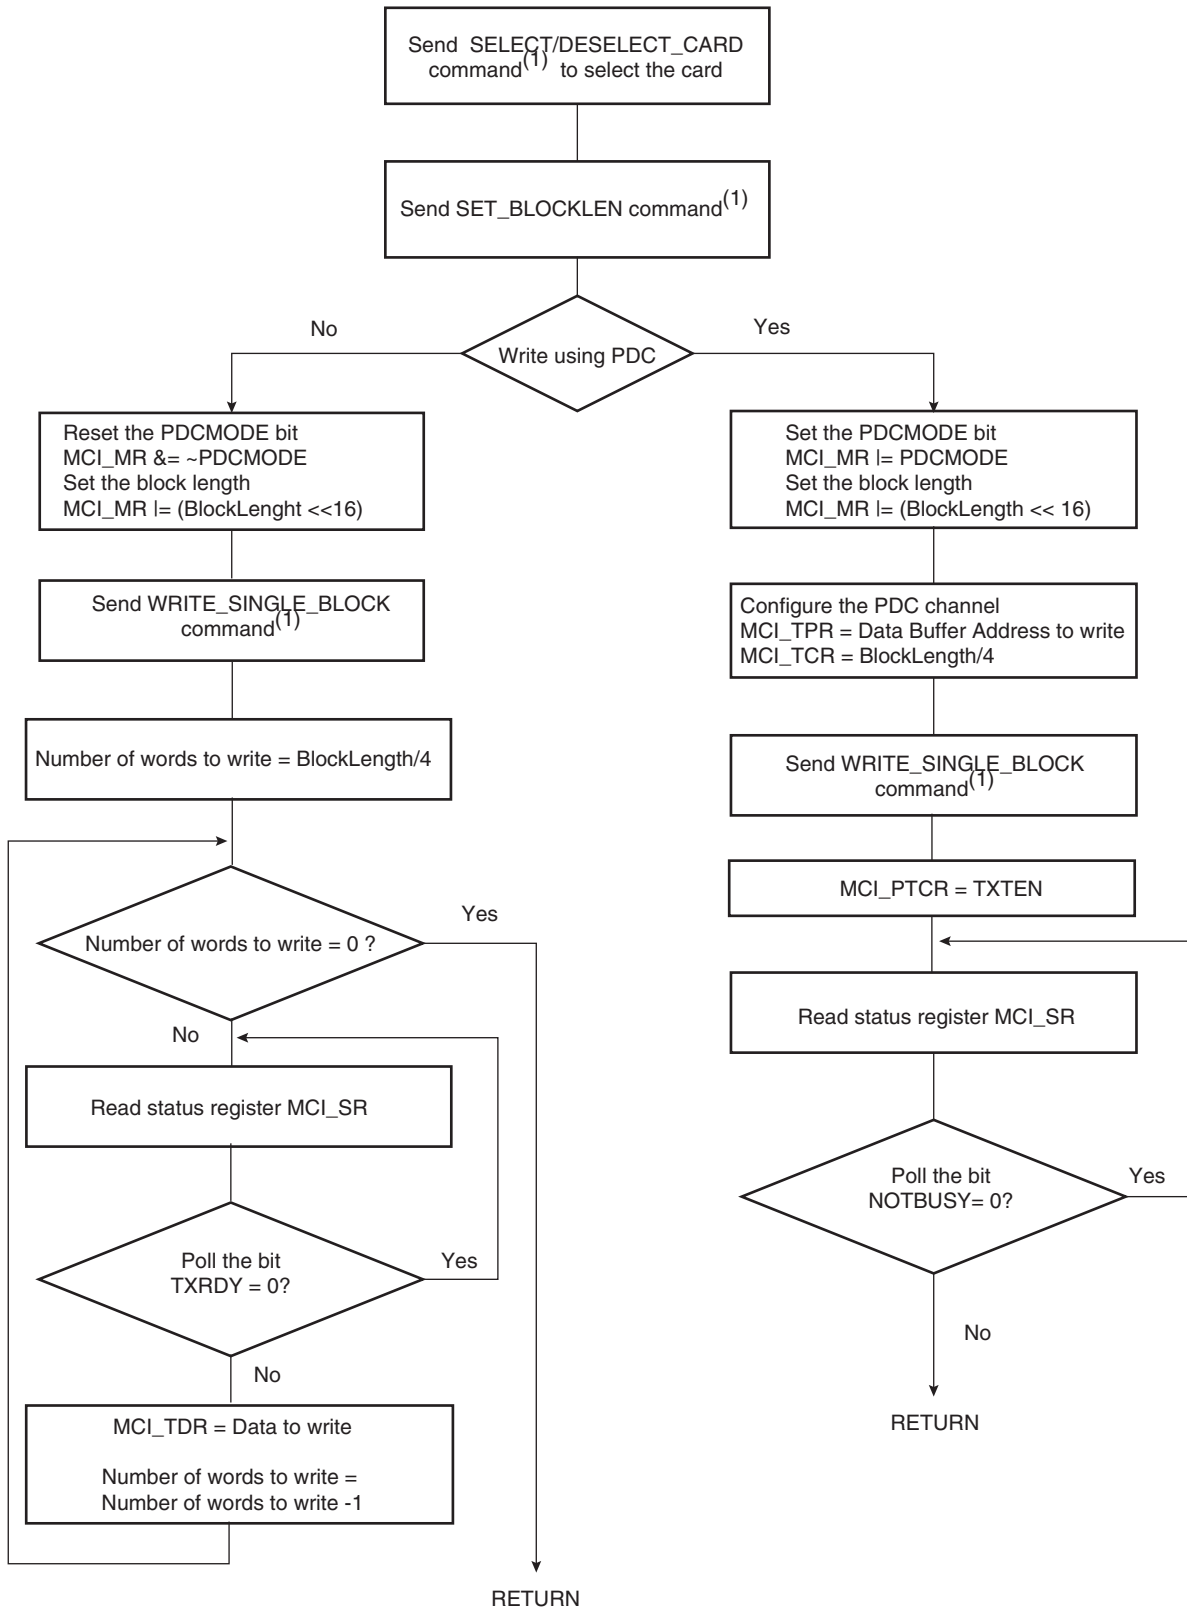 Send SELECT/DESELECT_CARD
command(1) to select the card
Send SET_BLOCKLEN command(1)
No
Yes
Write using PDC
Reset the PDCMODE bit
MCI_MR &= ~PDCMODE
Set the block length
MCI_MR |= (BlockLenght <<16)
Send WRITE_SINGLE_BLOCK
command(1)
Number of words to write = BlockLength/4
Number of words to write = 0 ?
Yes
No
Read status register MCI_SR
Poll the bit
TXRDY = 0?
Yes
No
MCI_TDR = Data to write
Number of words to write =
Number of words to write -1
RETURN
Set the PDCMODE bit
MCI_MR |= PDCMODE
Set the block length
MCI_MR |= (BlockLength << 16)
Configure the PDC channel
MCI_TPR = Data Buffer Address to write
MCI_TCR = BlockLength/4
Send WRITE_SINGLE_BLOCK
command(1)
MCI_PTCR = TXTEN
Read status register MCI_SR
Poll the bit
NOTBUSY= 0?
Yes
No
RETURN